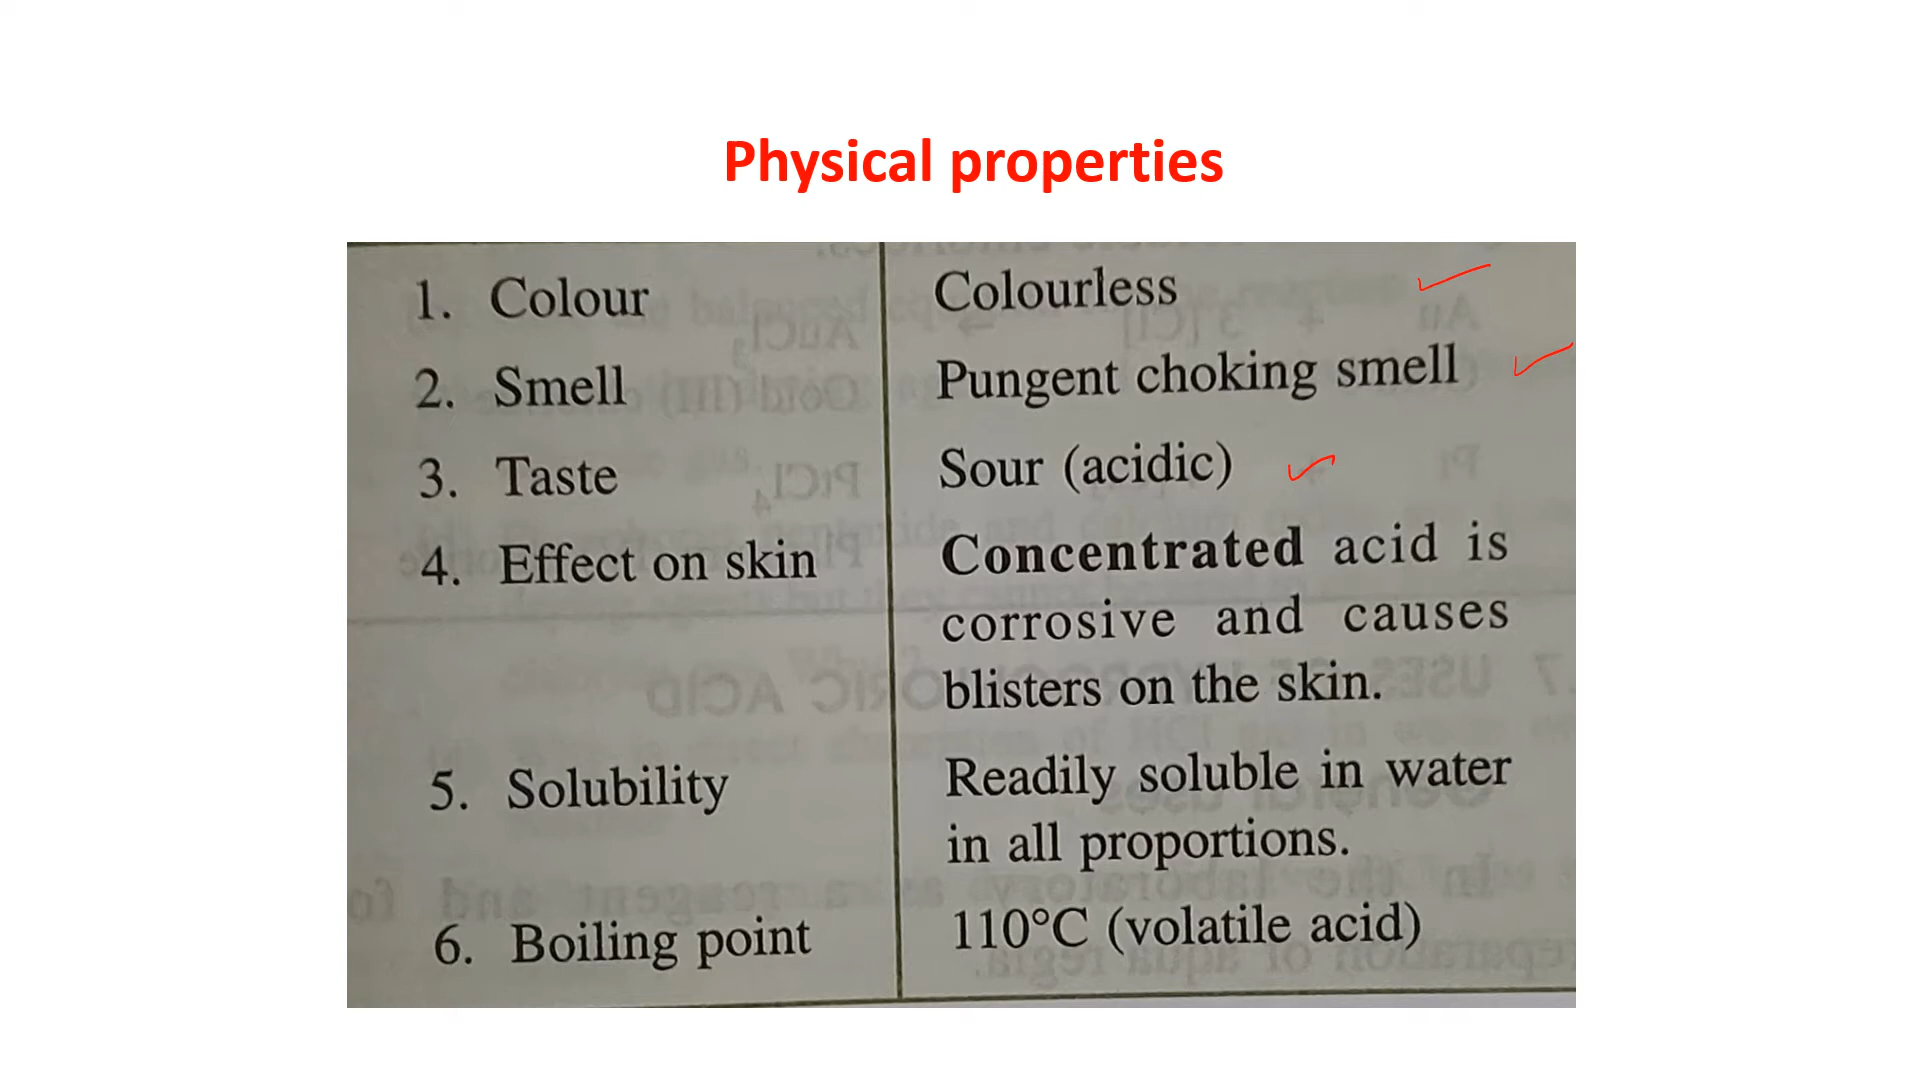 Physical properties
1. Colour Colourless
2. Smell Pungent choking smell
3. Taste Sour (acidic)
4. Effect on skin Concentrated acid is
corrosive and causes
blisters on the skin.
5. Solubility Readily soluble in water
in all proportions.
6. Boiling point 110°C (volatile acid)